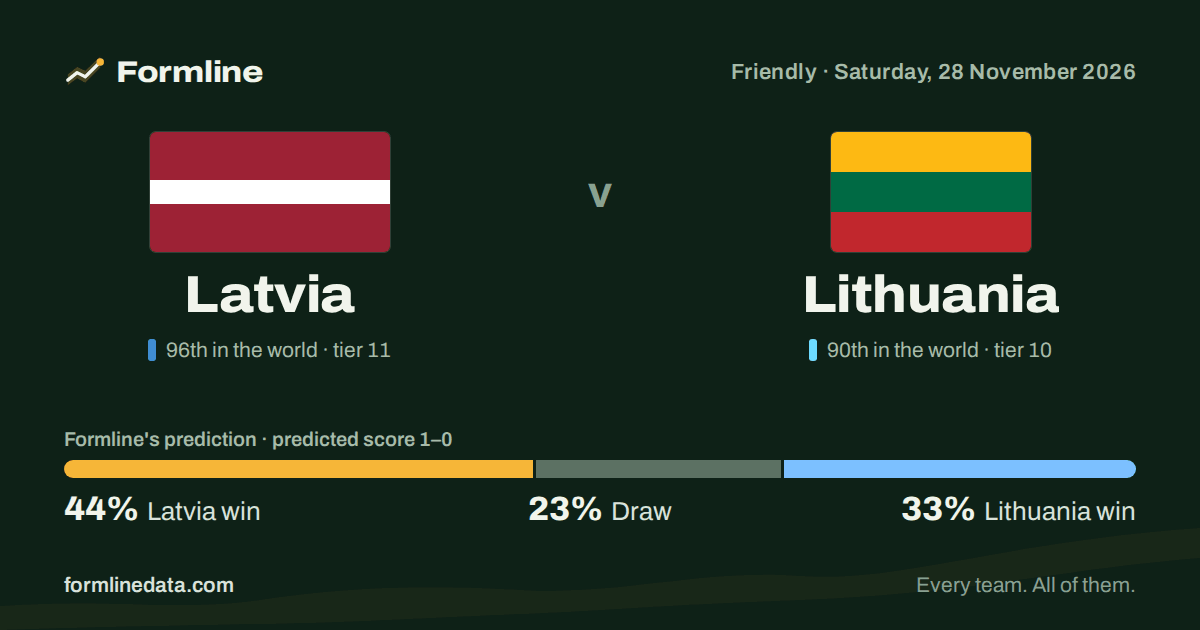 Formline
Friendly · Saturday, 28 November 2026
v
Latvia
Lithuania
96th in the world · tier 11
90th in the world · tier 10
Formline's prediction · predicted score 1–0
44% Latvia win
23% Draw
33% Lithuania win
formlinedata.com
Every team. All of them.